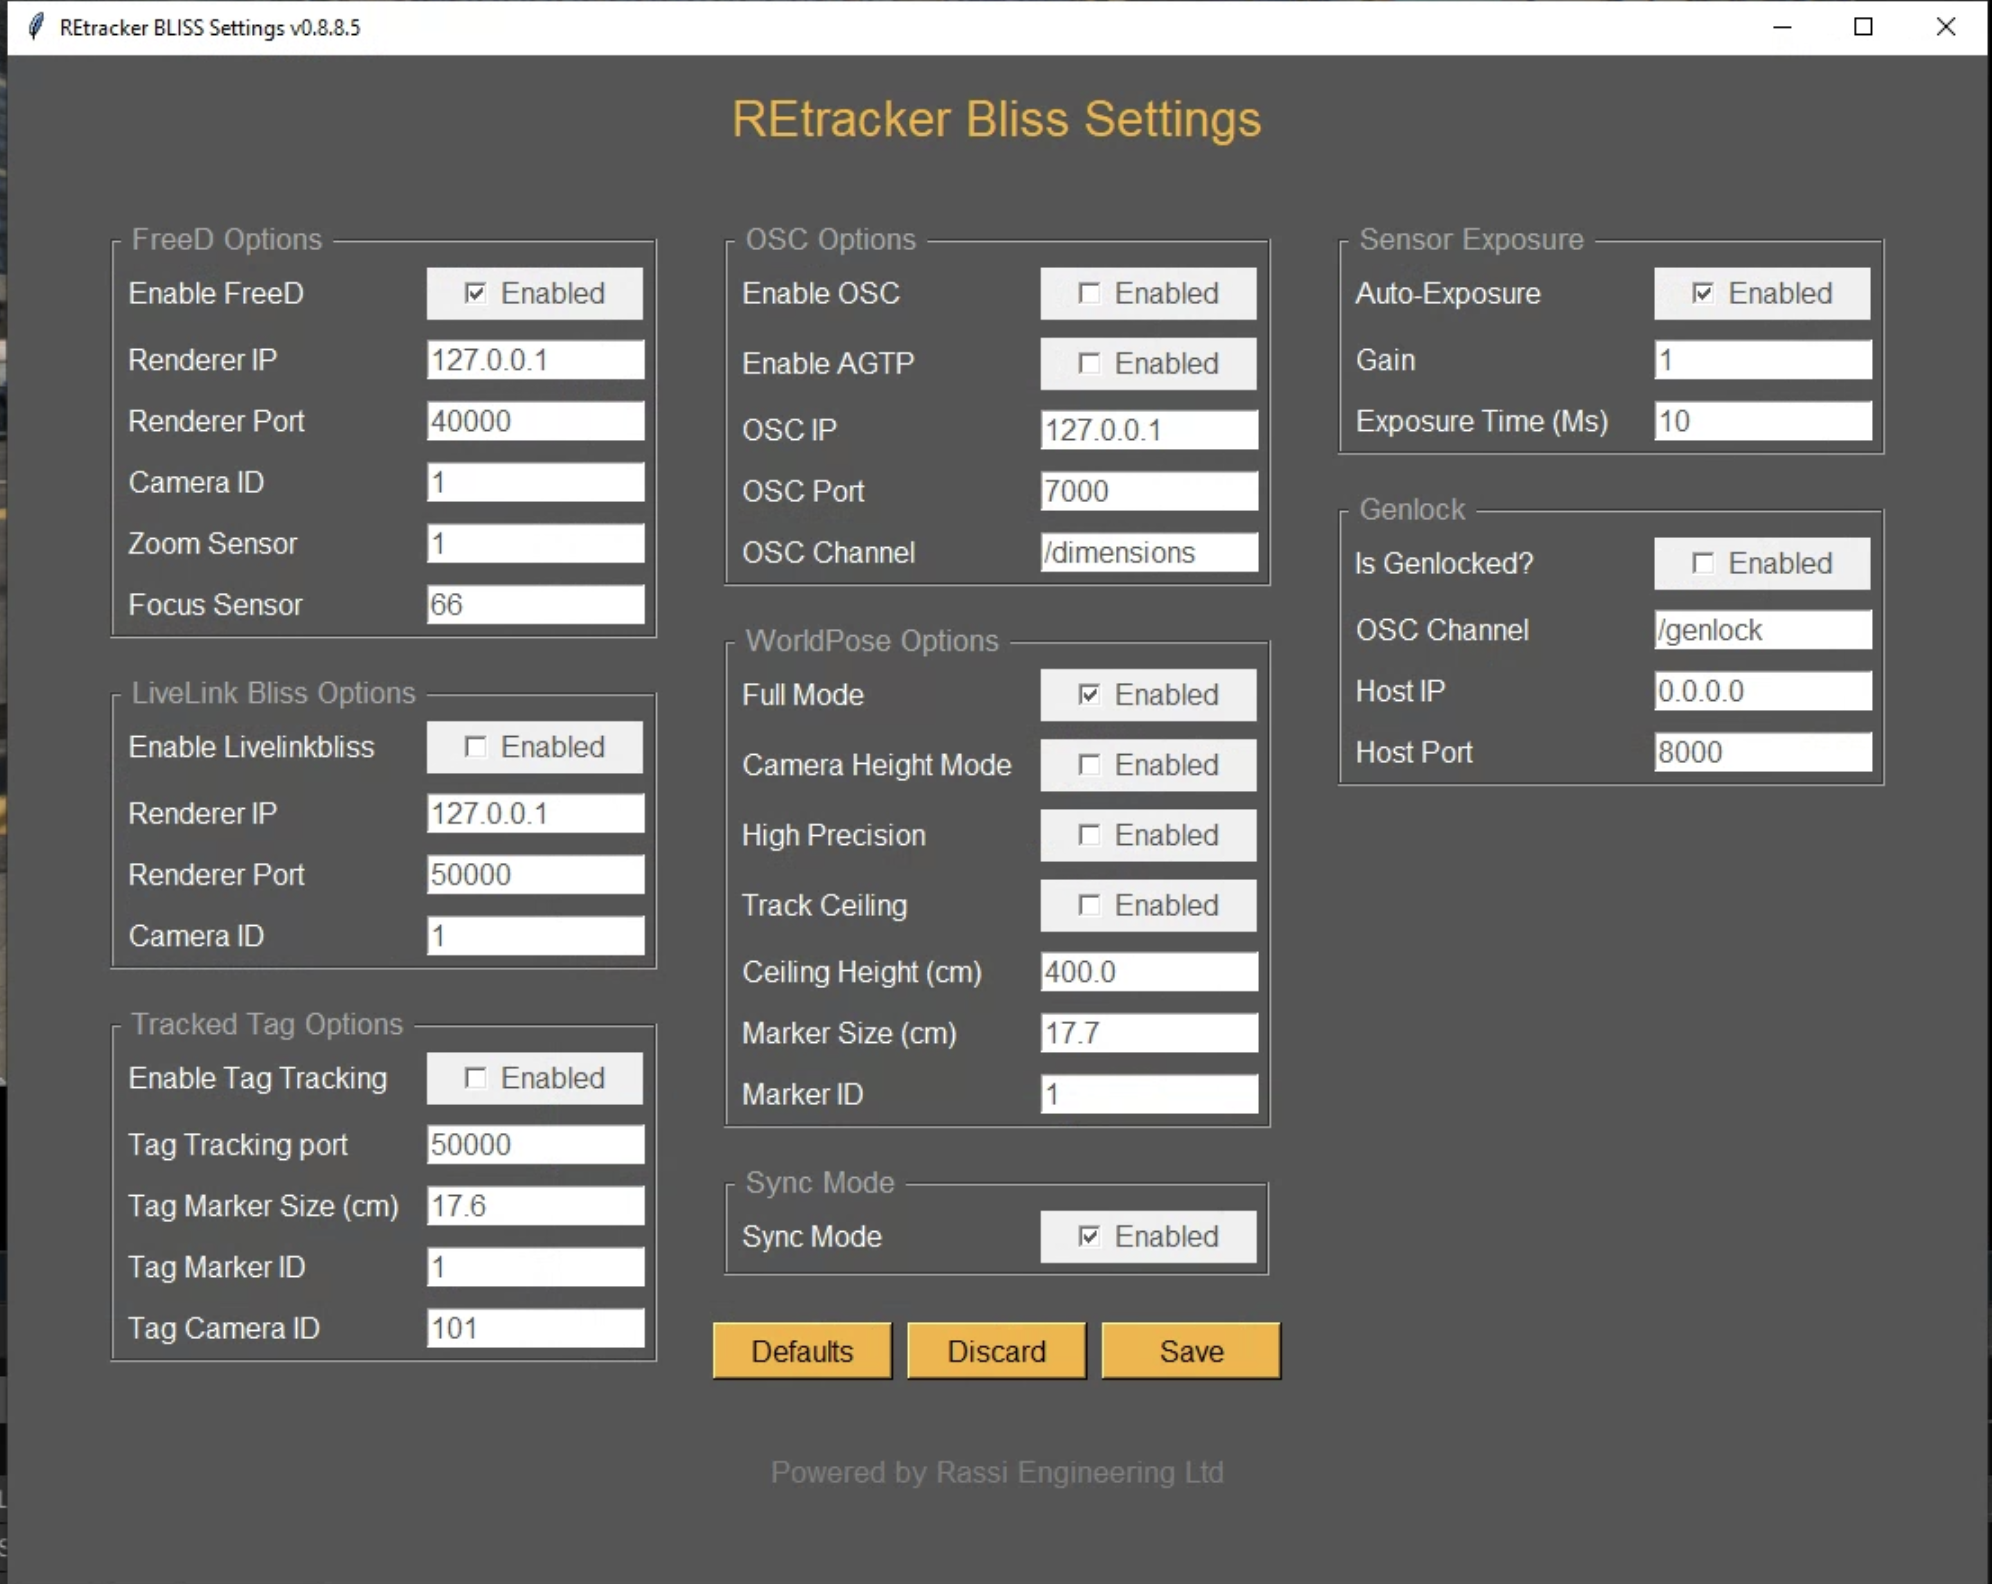 REtracker BLISS Settings v0.8.8.5
REtracker Bliss Settings
FreeD Options
Enable FreeD Enabled
Renderer IP 127.0.0.1
Renderer Port 40000
Camera ID 1
Zoom Sensor 1
Focus Sensor 66
LiveLink Bliss Options
Enable Livelinkbliss Enabled
Renderer IP 127.0.0.1
Renderer Port 50000
Camera ID 1
Tracked Tag Options
Enable Tag Tracking Enabled
Tag Tracking port 50000
Tag Marker Size (cm) 17.6
Tag Marker ID 1
Tag Camera ID 101
OSC Options
Enable OSC Enabled
Enable AGTP Enabled
OSC IP 127.0.0.1
OSC Port 7000
OSC Channel /dimensions
WorldPose Options
Full Mode Enabled
Camera Height Mode Enabled
High Precision Enabled
Track Ceiling Enabled
Ceiling Height (cm) 400.0
Marker Size (cm) 17.7
Marker ID 1
Sync Mode
Sync Mode Enabled
Defaults Discard Save
Sensor Exposure
Auto-Exposure Enabled
Gain 1
Exposure Time (Ms) 10
Genlock
Is Genlocked? Enabled
OSC Channel /genlock
Host IP 0.0.0.0
Host Port 8000
Powered by Rassi Engineering Ltd